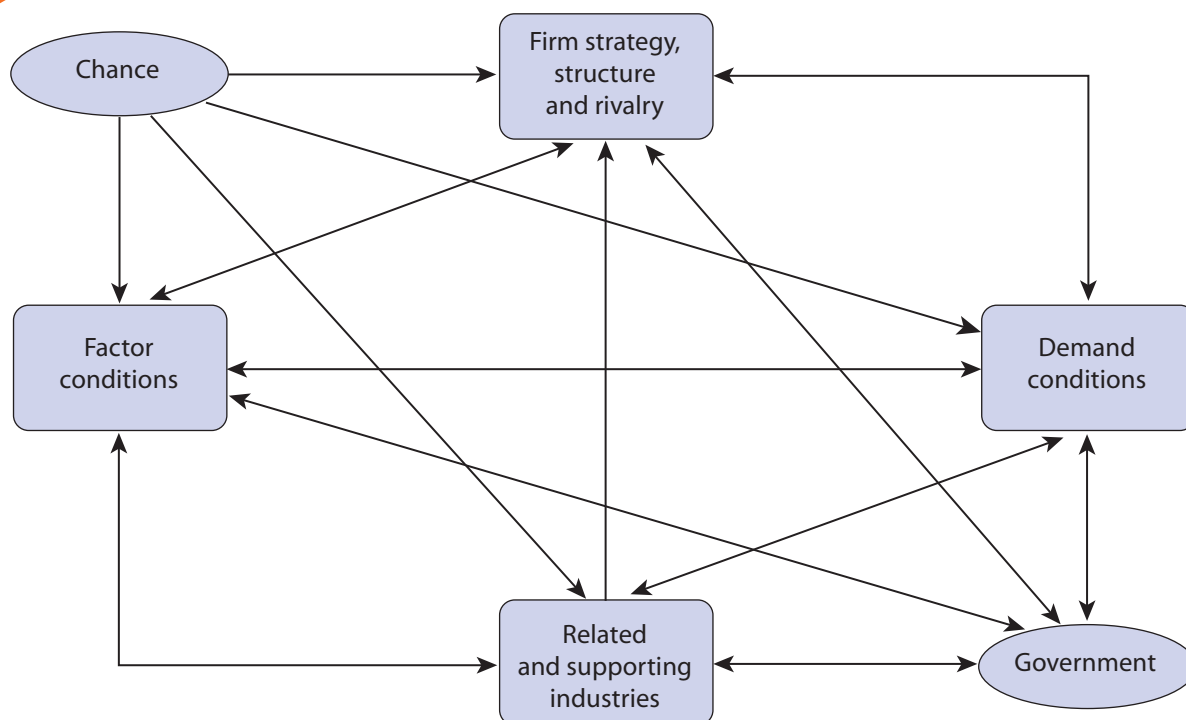 Chance
Firm strategy,
structure
and rivalry
Factor
conditions
Demand
conditions
Related
and supporting
industries
Government